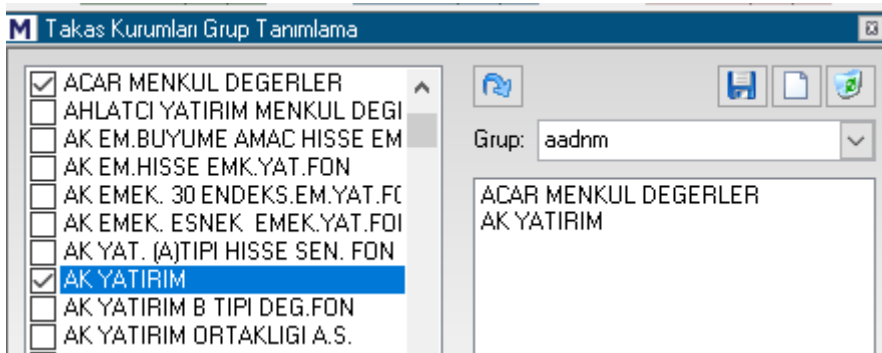 M Takas Kurumları Grup Tanımlama
ACAR MENKUL DEGERLER
AHLATCI YATIRIM MENKUL DEGI
AK EM.BUYUME AMAC HISSE EM
AK EM.HISSE EMK.YAT.FON
AK EMEK. 30 ENDEKS.EM.YAT.F(
AK EMEK. ESNEK EMEK.YAT.FOI
AK YAT. (A)TIPI HISSE SEN. FON
AK YATIRIM
AK YATIRIM B TIPI DEG.FON
AK YATIRIM ORTAKLIGI A.S.
Grup: aadnm
ACAR MENKUL DEGERLER
AK YATIRIM